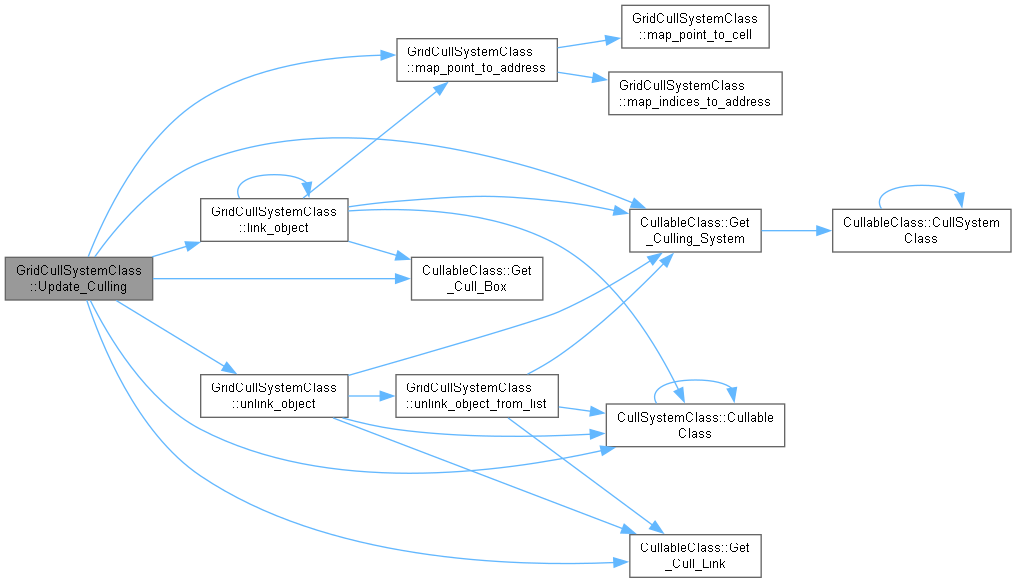 GridCullSystemClass
::map_point_to_cell
GridCullSystemClass
::map_point_to_address
GridCullSystemClass
::map_indices_to_address
GridCullSystemClass
::link_object
CullableClass::Get
_Culling_System
CullableClass::CullSystem
Class
GridCullSystemClass
::Update_Culling
CullableClass::Get
_Cull_Box
GridCullSystemClass
::unlink_object
GridCullSystemClass
::unlink_object_from_list
CullSystemClass::Cullable
Class
CullableClass::Get
_Cull_Link